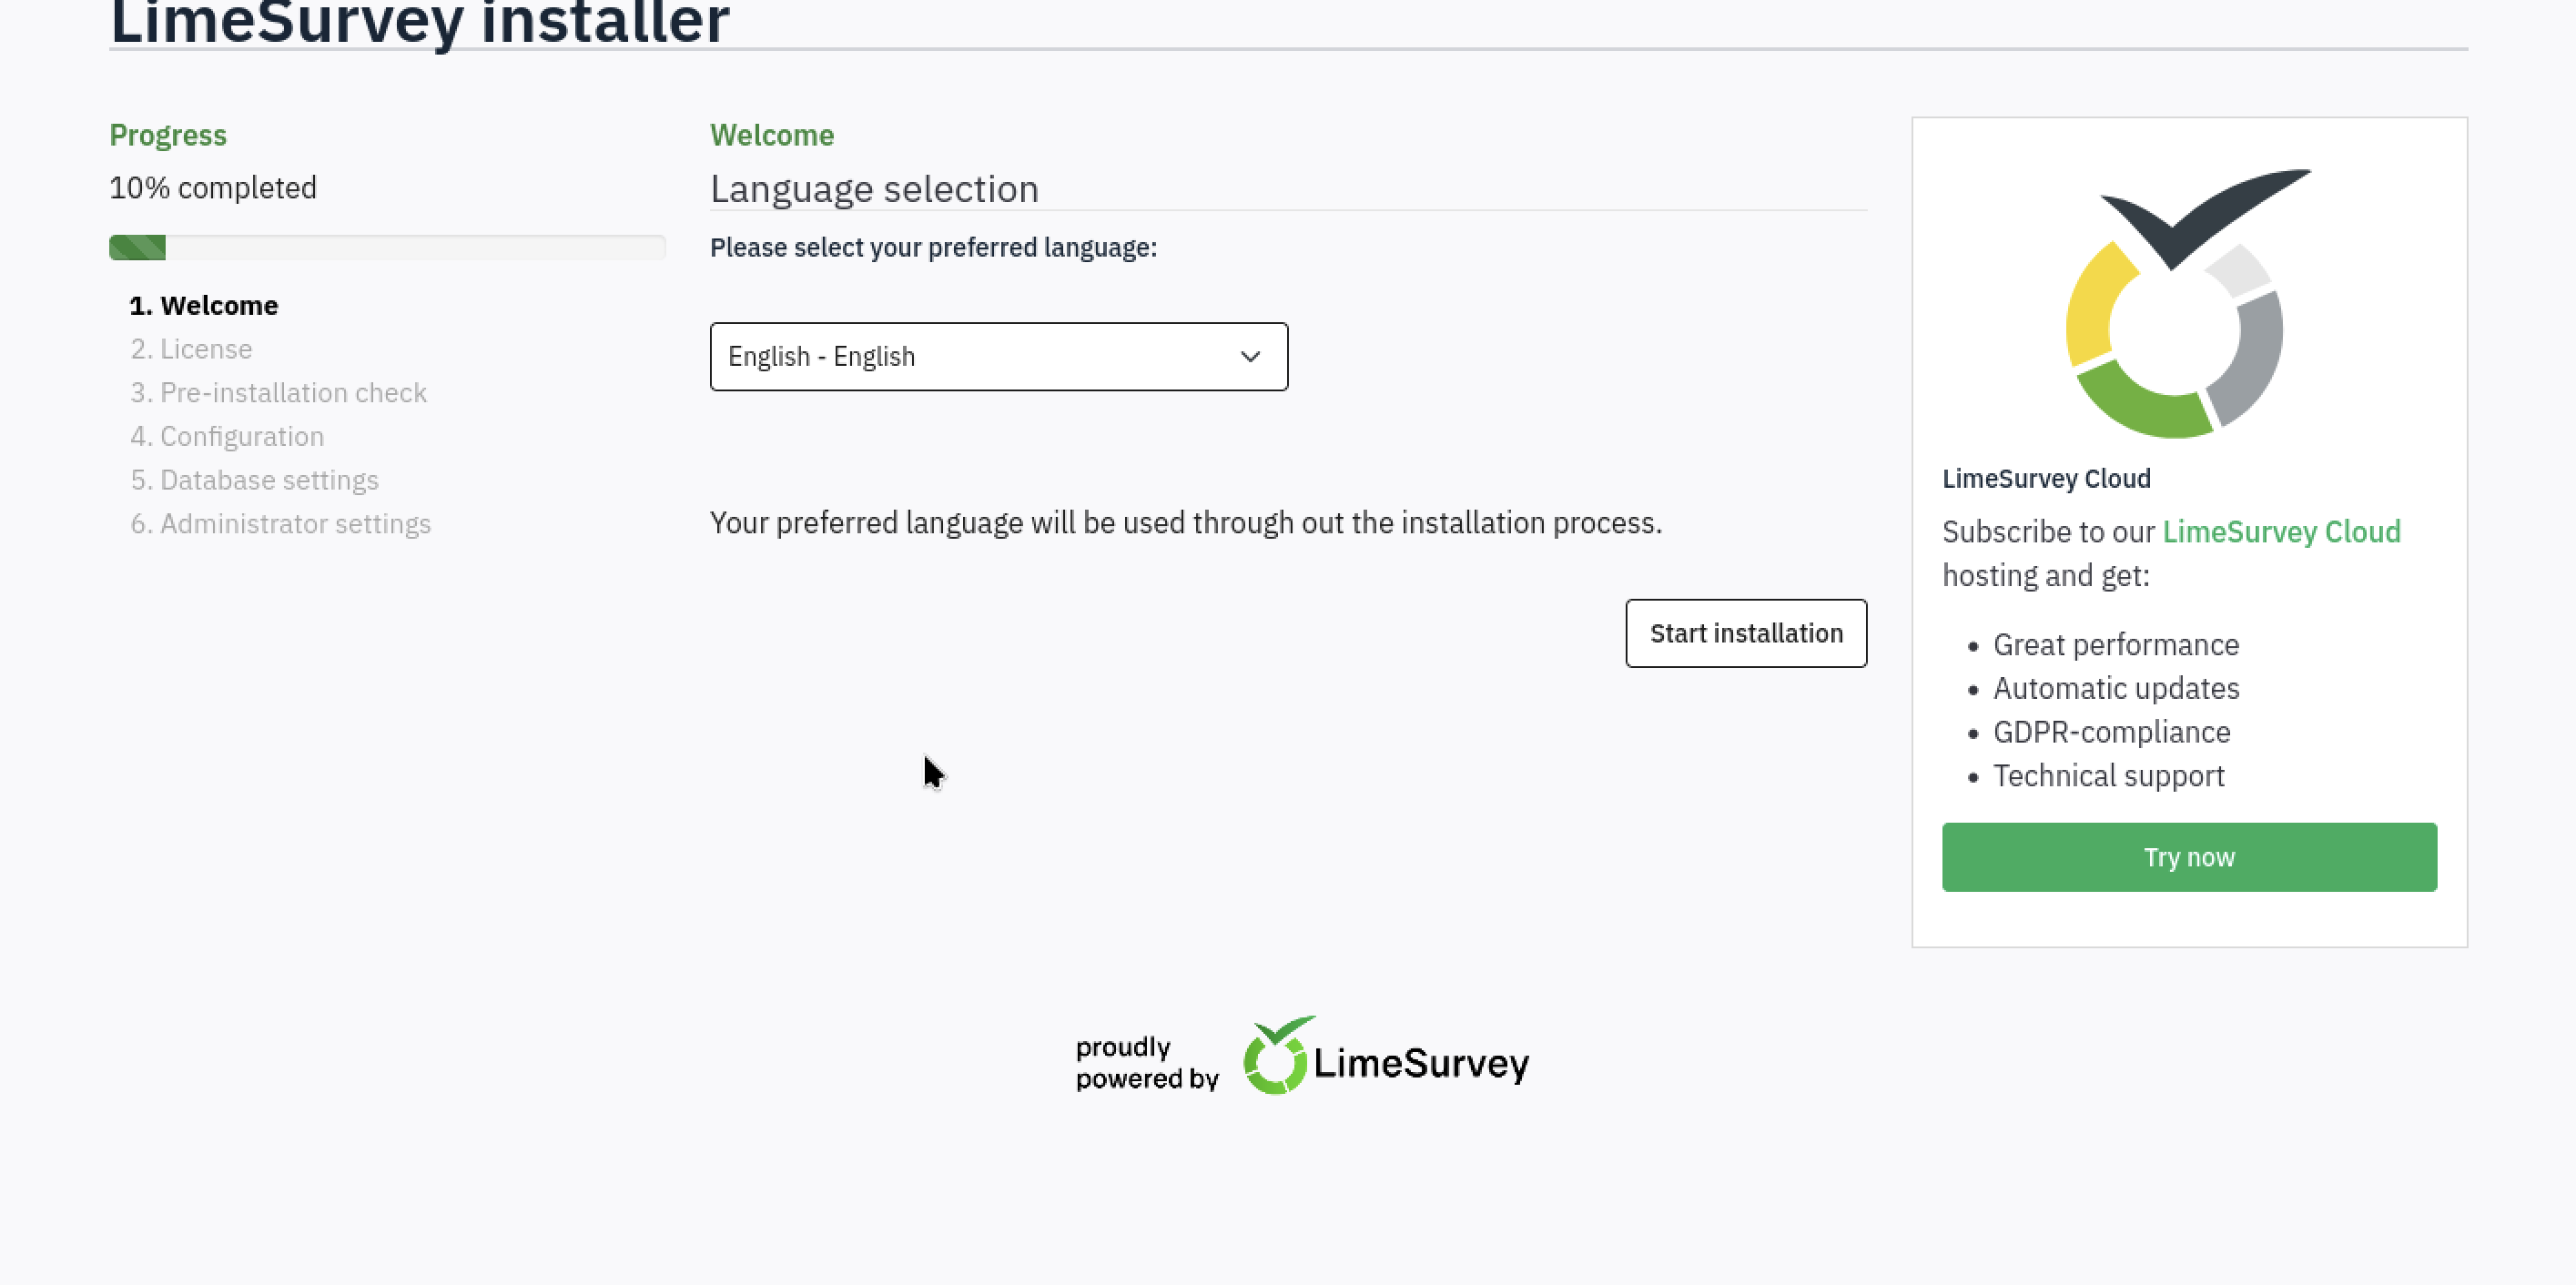 LimeSurvey installer
Progress
10% completed
1. Welcome
2. License
3. Pre-installation check
4. Configuration
5. Database settings
6. Administrator settings
Welcome
Language selection
Please select your preferred language:
English - English
Your preferred language will be used through out the installation process.
Start installation
LimeSurvey Cloud
Subscribe to our LimeSurvey Cloud
hosting and get:
• Great performance
• Automatic updates
• GDPR-compliance
• Technical support
Try now
proudly
powered by
LimeSurvey